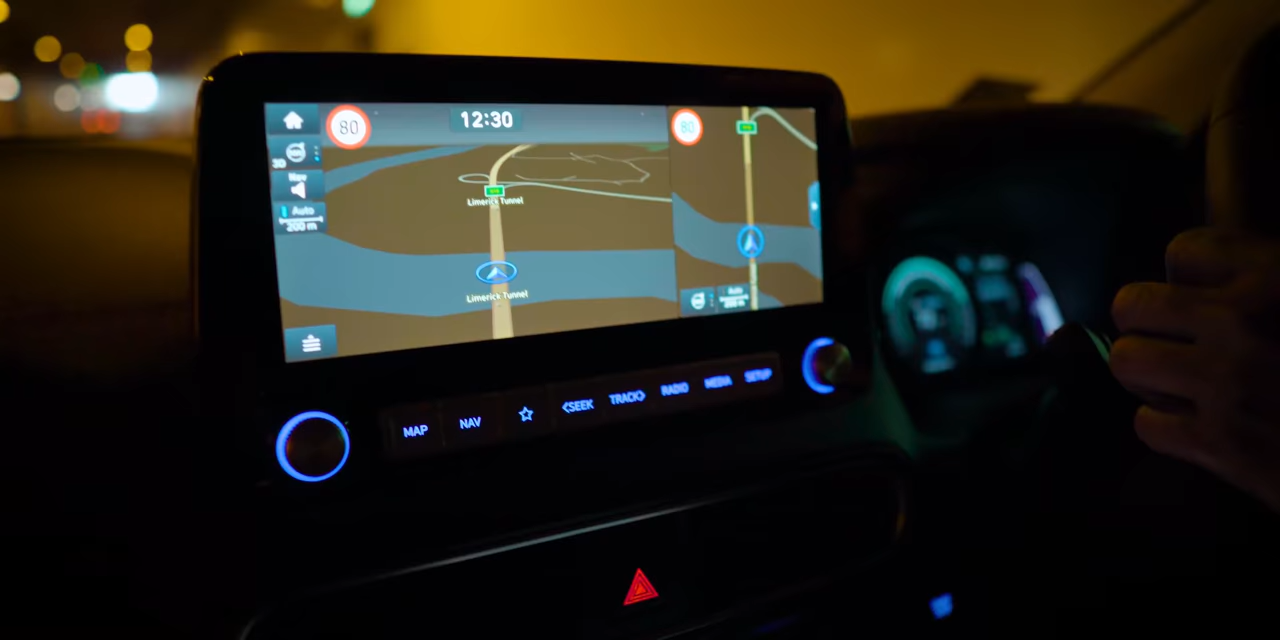 80
12:30
80
3D
Nav
Auto
200 m
Limerick Tunnel
Limerick Tunnel
Auto
MAP
NAV
<SEEK
TRACK>
RADIO
MEDIA
SETUP